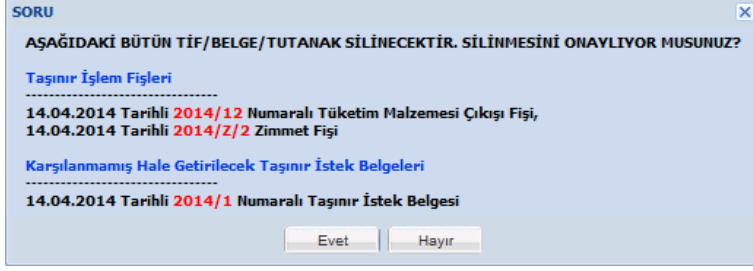 SORU
AŞAĞIDAKİ BÜTÜN TİF/BELGE/TUTANAK SİLİNECEKTİR. SİLİNMESİNİ ONAYLIYOR MUSUNUZ?
Taşınır İşlem Fişleri
---------------------------------
14.04.2014 Tarihli 2014/12 Numaralı Tüketim Malzemesi Çıkışı Fişi,
14.04.2014 Tarihli 2014/Z/2 Zimmet Fişi
Karşılanmamış Hale Getirilecek Taşınır İstek Belgeleri
---------------------------------
14.04.2014 Tarihli 2014/1 Numaralı Taşınır İstek Belgesi
Evet Hayır